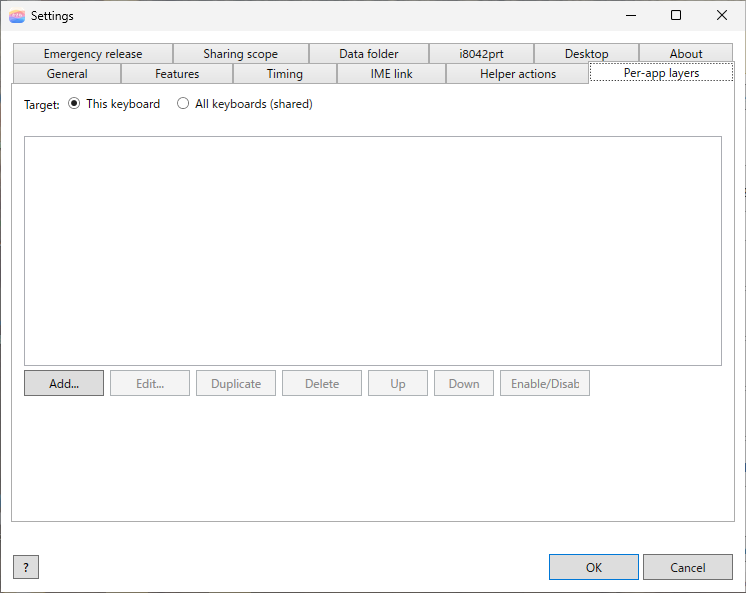 Settings
Emergency release
Sharing scope
Data folder
i8042prt
Desktop
About
General
Features
Timing
IME link
Helper actions
Per-app layers
Target: This keyboard All keyboards (shared)
Add...
Edit...
Duplicate
Delete
Up
Down
Enable/Disab
?
OK
Cancel